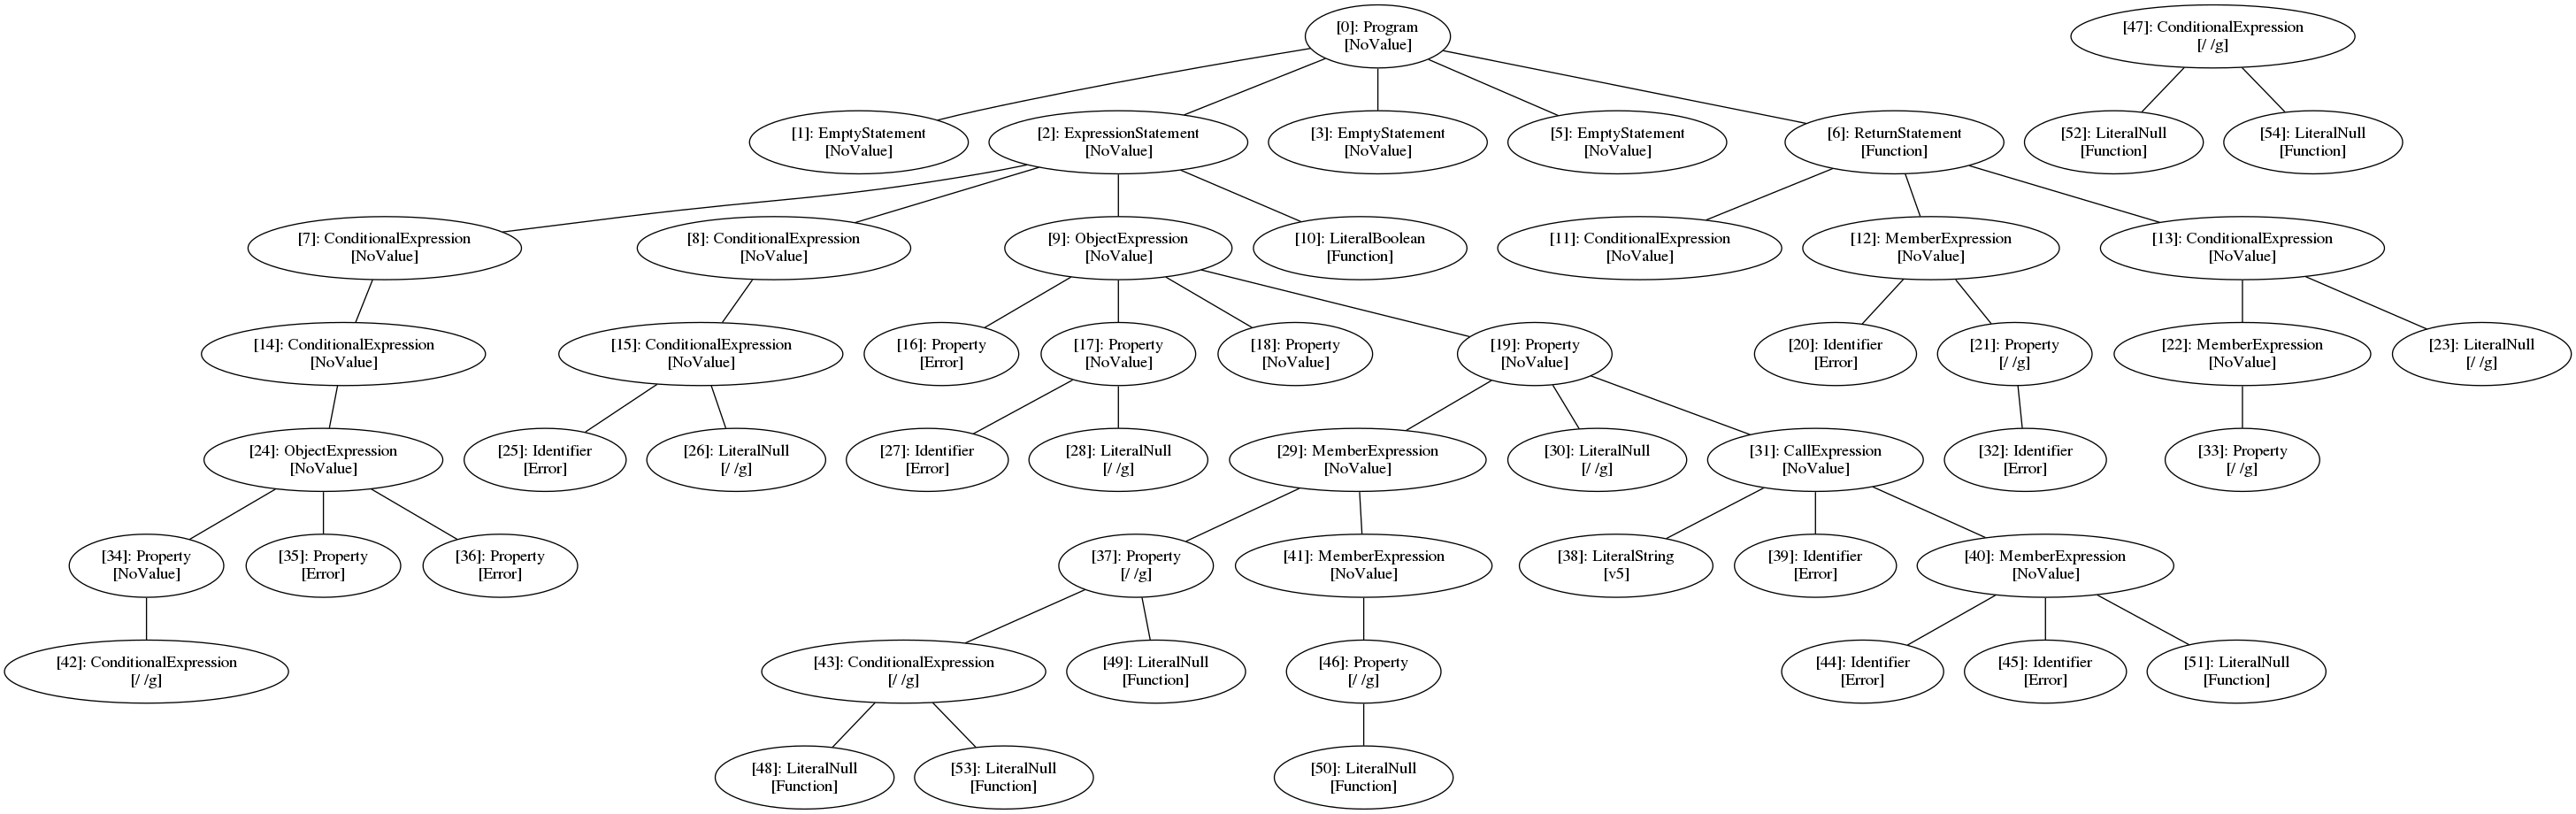 [0]: Program
[NoValue]
[47]: ConditionalExpression
[/ /g]
[1]: EmptyStatement
[NoValue]
[2]: ExpressionStatement
[NoValue]
[3]: EmptyStatement
[NoValue]
[5]: EmptyStatement
[NoValue]
[6]: ReturnStatement
[Function]
[52]: LiteralNull
[Function]
[54]: LiteralNull
[Function]
[7]: ConditionalExpression
[NoValue]
[8]: ConditionalExpression
[NoValue]
[9]: ObjectExpression
[NoValue]
[10]: LiteralBoolean
[Function]
[11]: ConditionalExpression
[NoValue]
[12]: MemberExpression
[NoValue]
[13]: ConditionalExpression
[NoValue]
[14]: ConditionalExpression
[NoValue]
[15]: ConditionalExpression
[NoValue]
[16]: Property
[Error]
[17]: Property
[NoValue]
[18]: Property
[NoValue]
[19]: Property
[NoValue]
[20]: Identifier
[Error]
[21]: Property
[/ /g]
[22]: MemberExpression
[NoValue]
[23]: LiteralNull
[/ /g]
[24]: ObjectExpression
[NoValue]
[25]: Identifier
[Error]
[26]: LiteralNull
[/ /g]
[27]: Identifier
[Error]
[28]: LiteralNull
[/ /g]
[29]: MemberExpression
[NoValue]
[30]: LiteralNull
[/ /g]
[31]: CallExpression
[NoValue]
[32]: Identifier
[Error]
[33]: Property
[/ /g]
[34]: Property
[NoValue]
[35]: Property
[Error]
[36]: Property
[Error]
[37]: Property
[/ /g]
[41]: MemberExpression
[NoValue]
[38]: LiteralString
[v5]
[39]: Identifier
[Error]
[40]: MemberExpression
[NoValue]
[42]: ConditionalExpression
[/ /g]
[43]: ConditionalExpression
[/ /g]
[49]: LiteralNull
[Function]
[46]: Property
[/ /g]
[44]: Identifier
[Error]
[45]: Identifier
[Error]
[51]: LiteralNull
[Function]
[48]: LiteralNull
[Function]
[53]: LiteralNull
[Function]
[50]: LiteralNull
[Function]